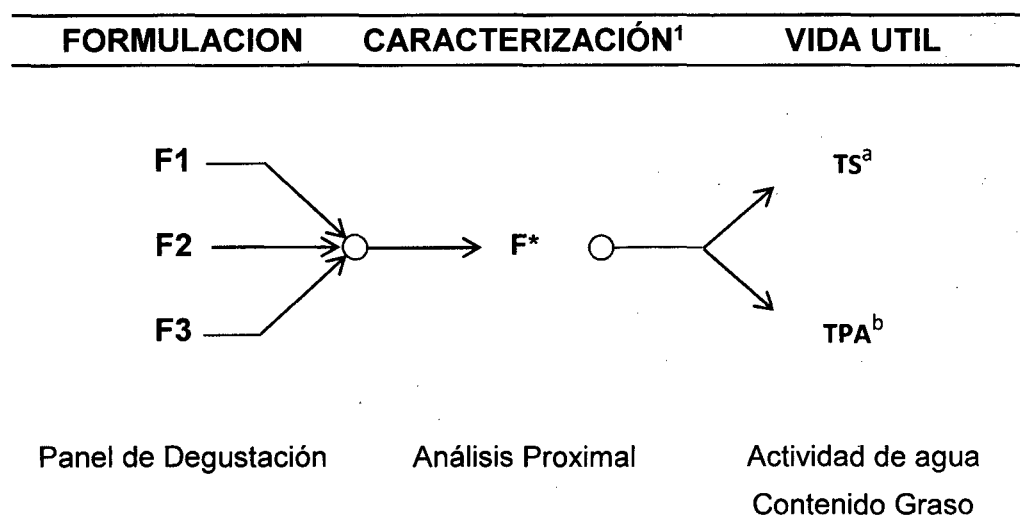 FORMULACION CARACTERIZACIÓN¹ VIDA UTIL
F1
TSᵃ
F2 F* 
F3
TPAᵇ
Panel de Degustación Análisis Proximal Actividad de agua
Contenido Graso